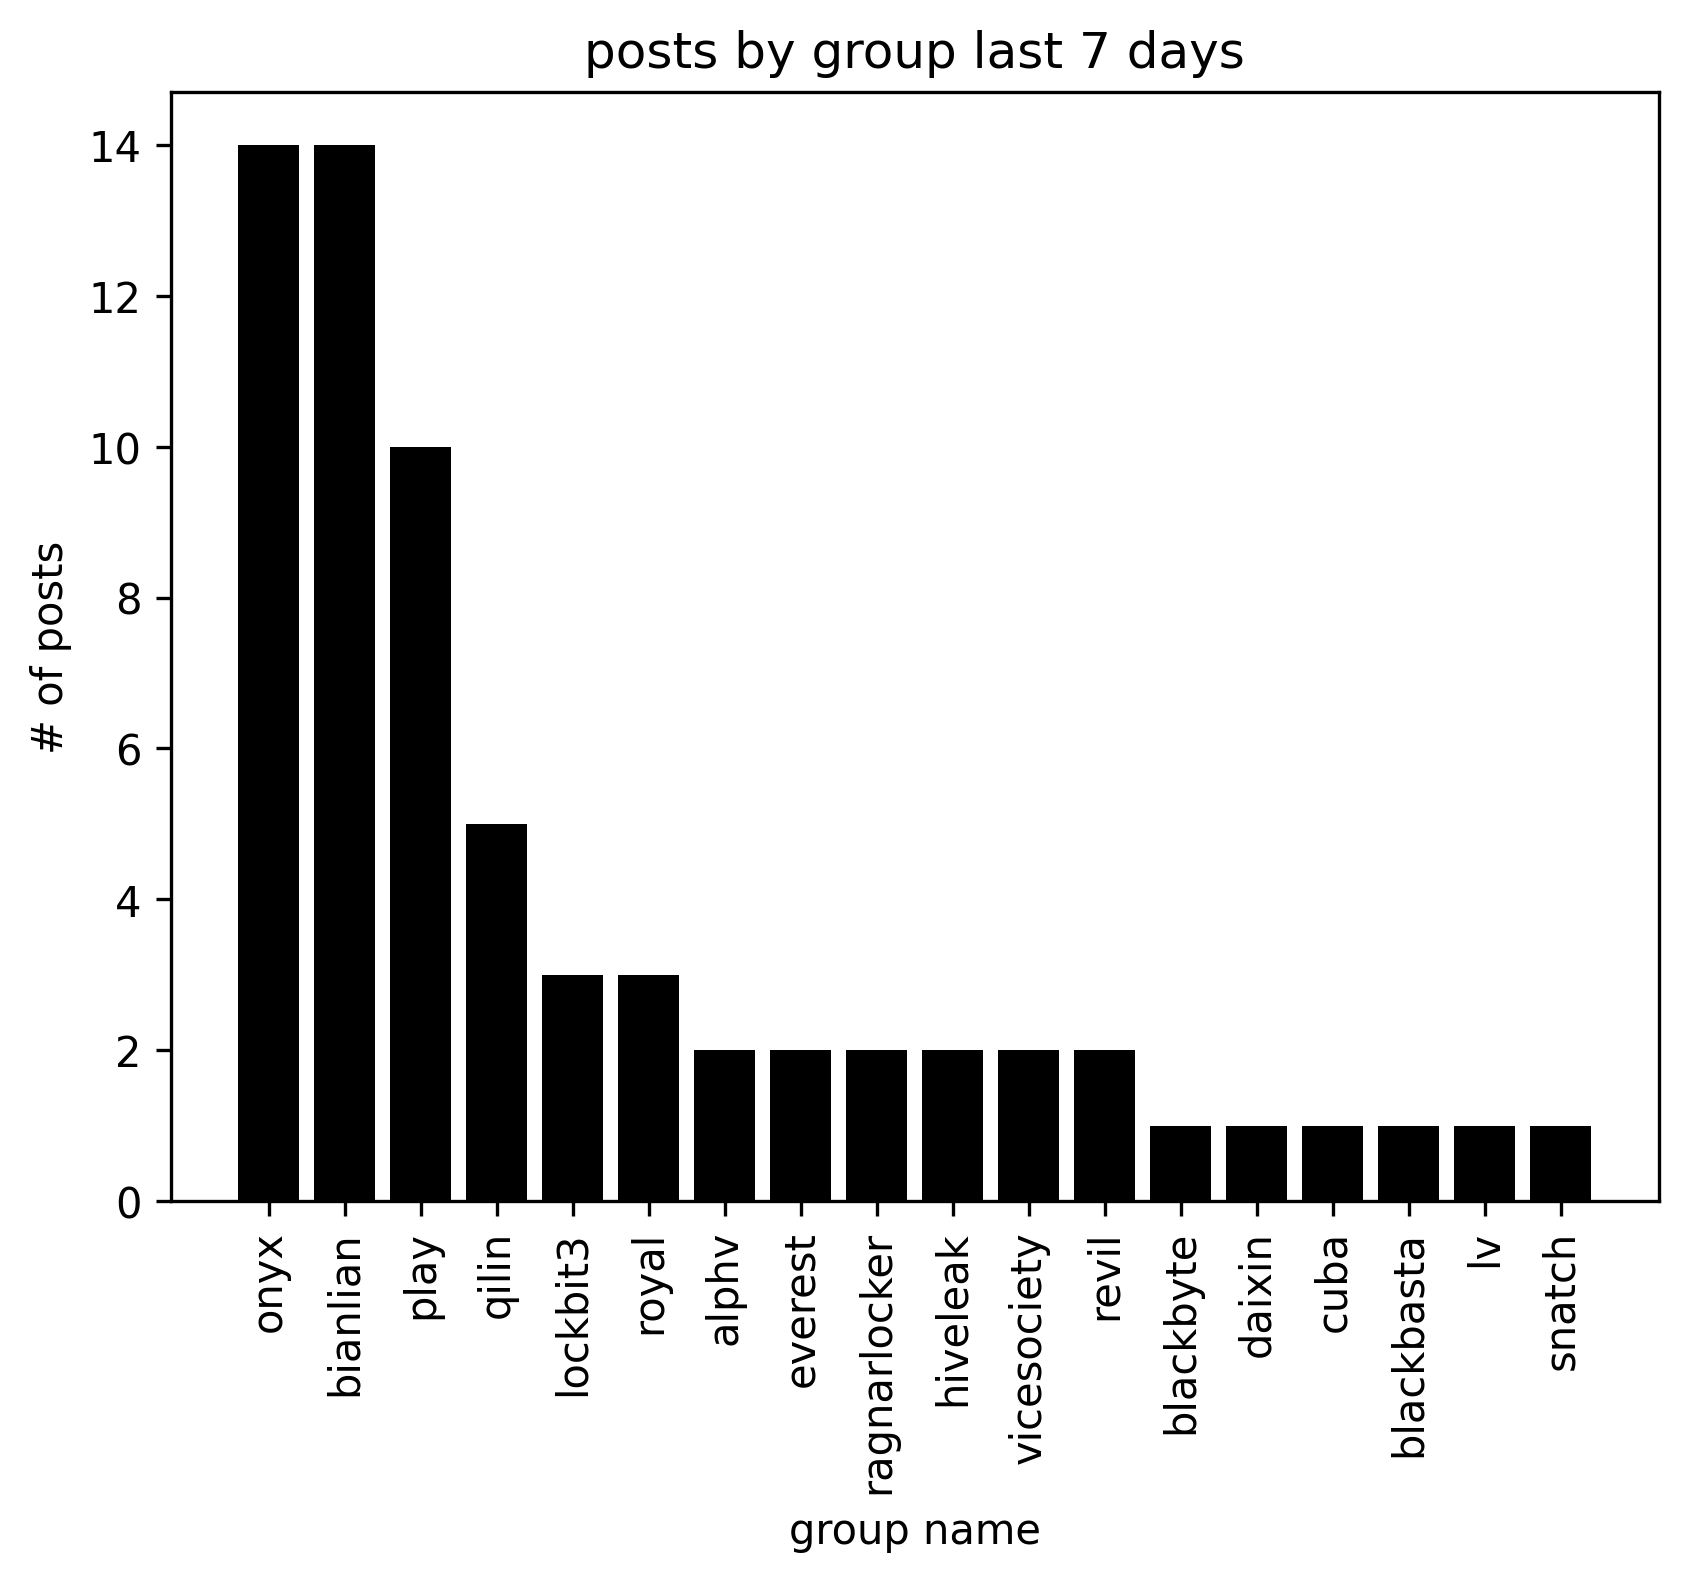 posts by group last 7 days
14
12
10
8
6
4
2
0
# of posts
onyx
bianlian
play
qilin
lockbit3
royal
alphv
everest
ragnarlocker
hiveleak
vicesociety
revil
blackbyte
daixin
cuba
blackbasta
lv
snatch
group name